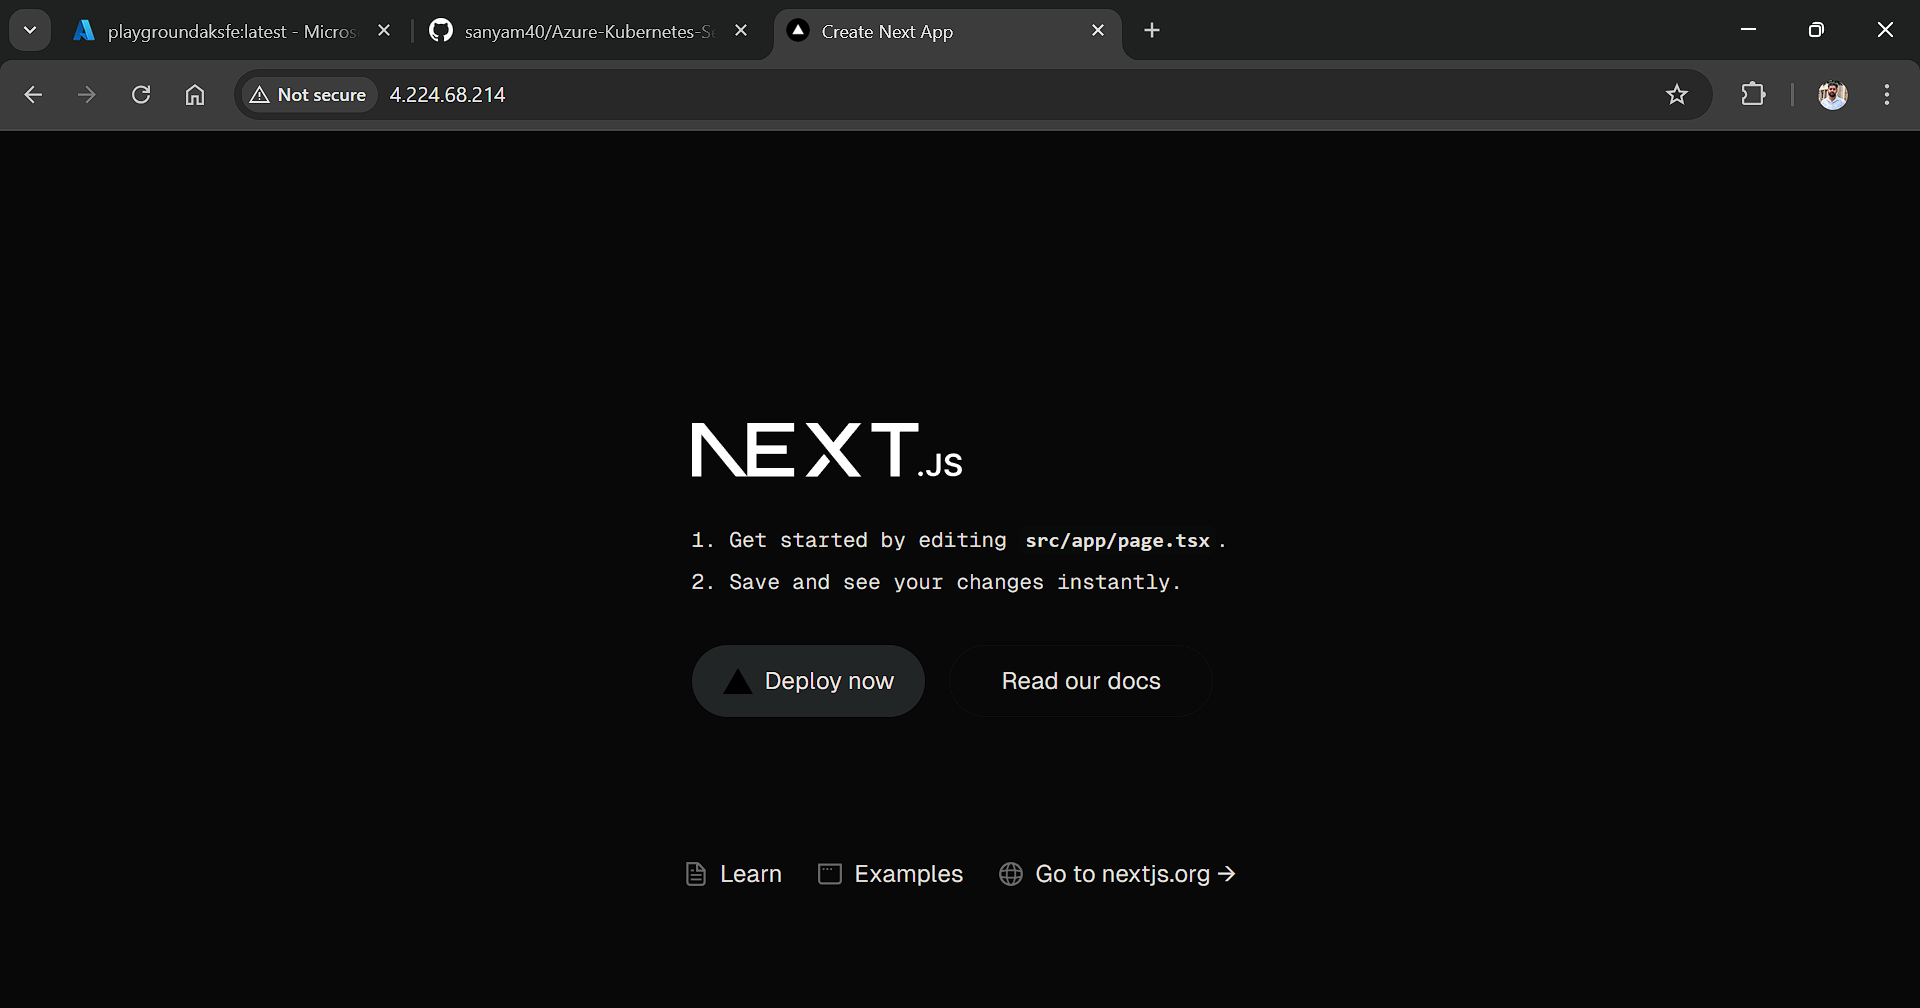 playgroundaksfe:latest - Micros
sanyam40/Azure-Kubernetes-Se
Create Next App
Not secure
4.224.68.214
NEXT.JS
1. Get started by editing src/app/page.tsx.
2. Save and see your changes instantly.
Deploy now
Read our docs
Learn
Examples
Go to nextjs.org →